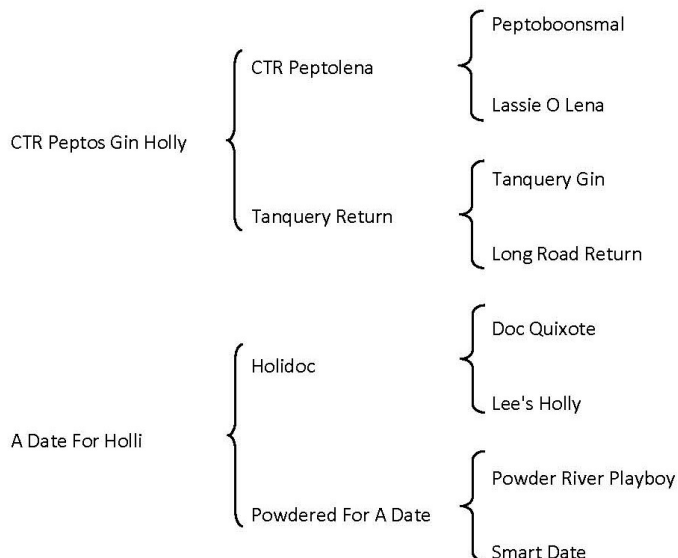 Peptoboonsmal
CTR Peptolena
Lassie O Lena
CTR Peptos Gin Holly
Tanquery Gin
Tanquery Return
Long Road Return
Doc Quixote
Holidoc
Lee's Holly
A Date For Holli
Powder River Playboy
Powdered For A Date
Smart Date